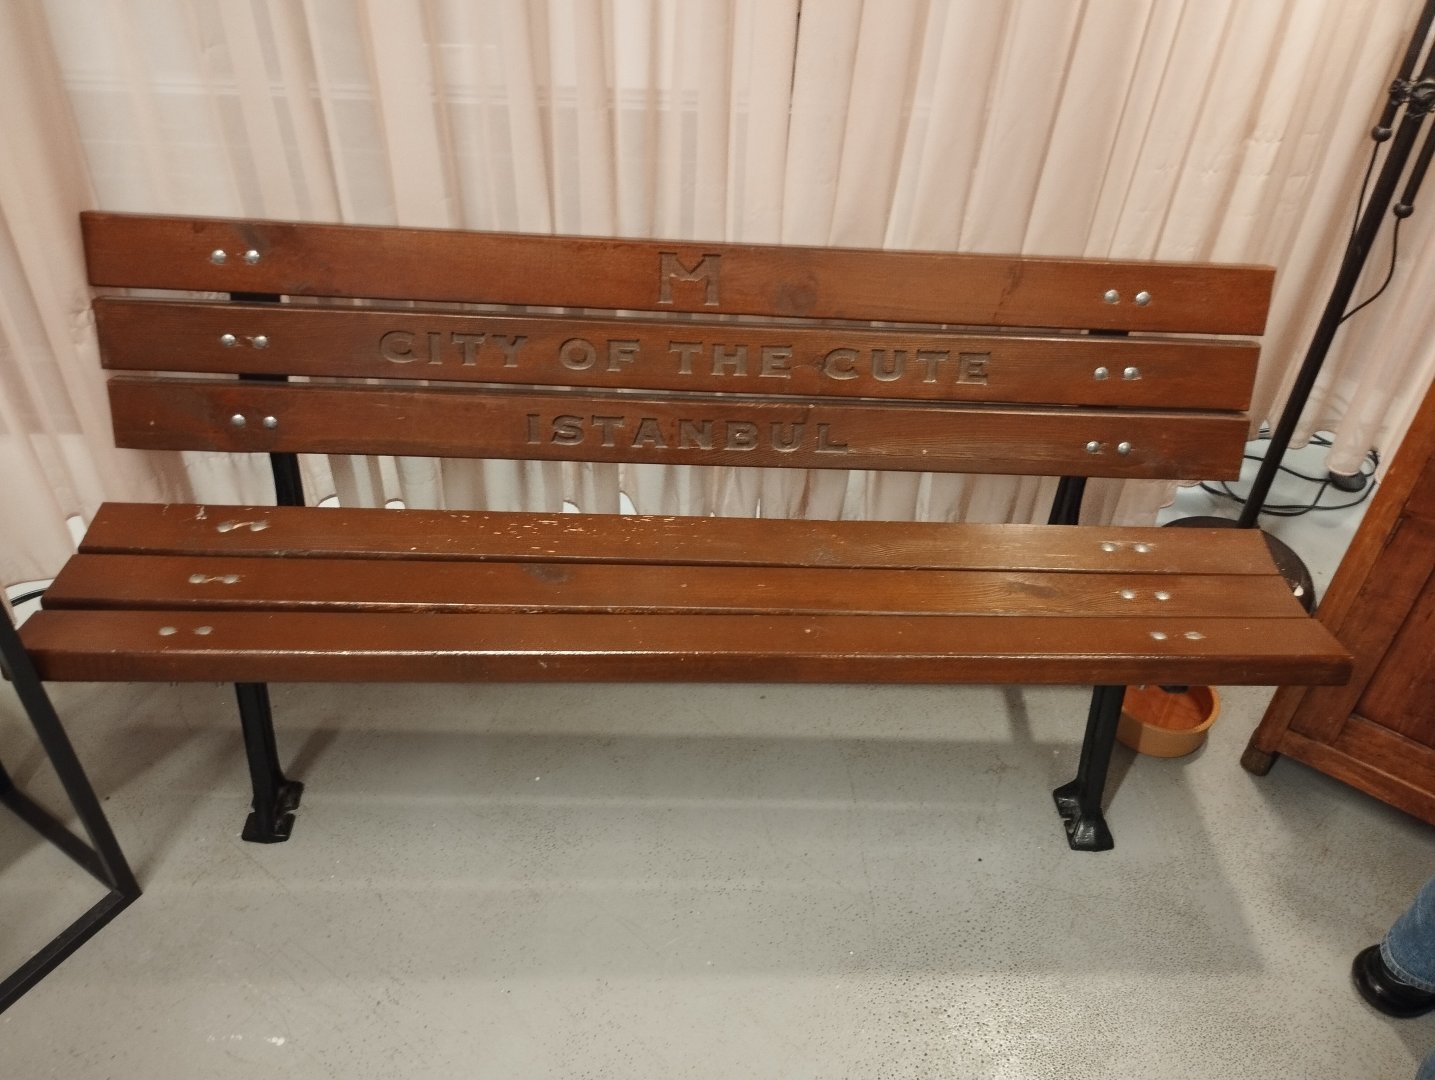 M
CITY OF THE CUTE
ISTANBUL